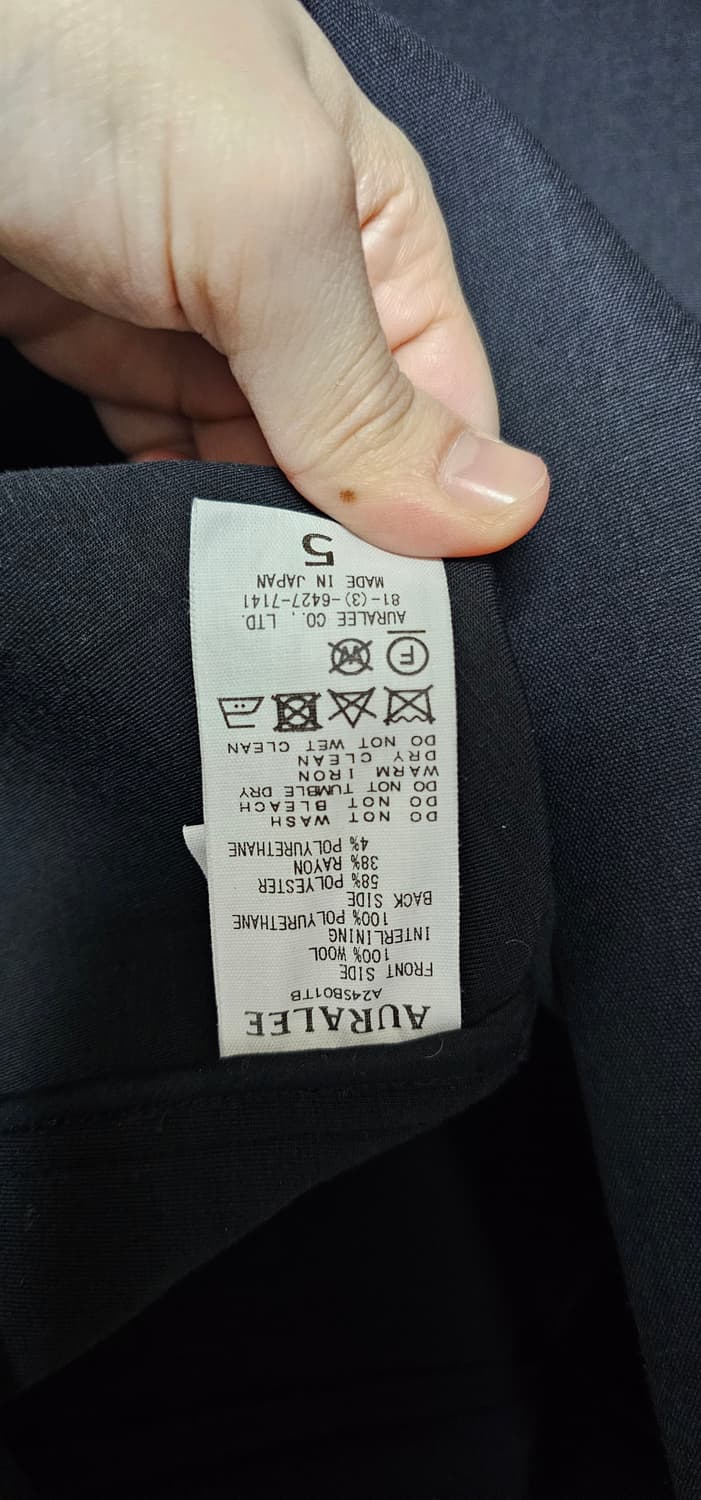 AURALEE
A24SB01TB
FRONT SIDE
100% WOOL
INTERLINING
100% POLYURETHANE
BACK SIDE
58% POLYESTER
38% RAYON
4% POLYURETHANE
DO NOT WASH
DO NOT BLEACH
DO NOT TUMBLE DRY
WARM IRON
DRY CLEAN
DO NOT WET CLEAN
F W
AURALEE CO., LTD.
81-(3)-6427-7141
MADE IN JAPAN
5